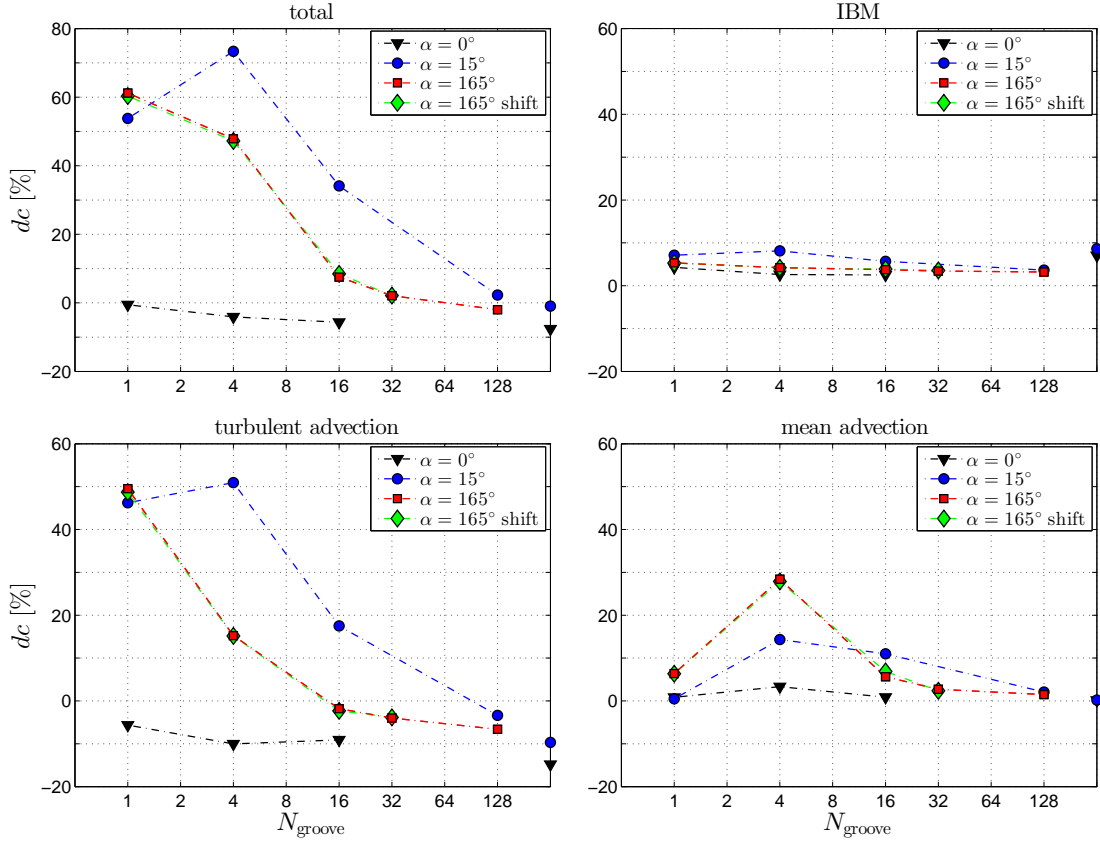 total
dc [%]
80
60
40
20
0
−20
1 2 4 8 16 32 64 128
α = 0°
α = 15°
α = 165°
α = 165° shift
IBM
60
40
20
0
−20
1 2 4 8 16 32 64 128
α = 0°
α = 15°
α = 165°
α = 165° shift
turbulent advection
dc [%]
60
40
20
0
−20
1 2 4 8 16 32 64 128
N_groove
α = 0°
α = 15°
α = 165°
α = 165° shift
mean advection
60
40
20
0
−20
1 2 4 8 16 32 64 128
N_groove
α = 0°
α = 15°
α = 165°
α = 165° shift